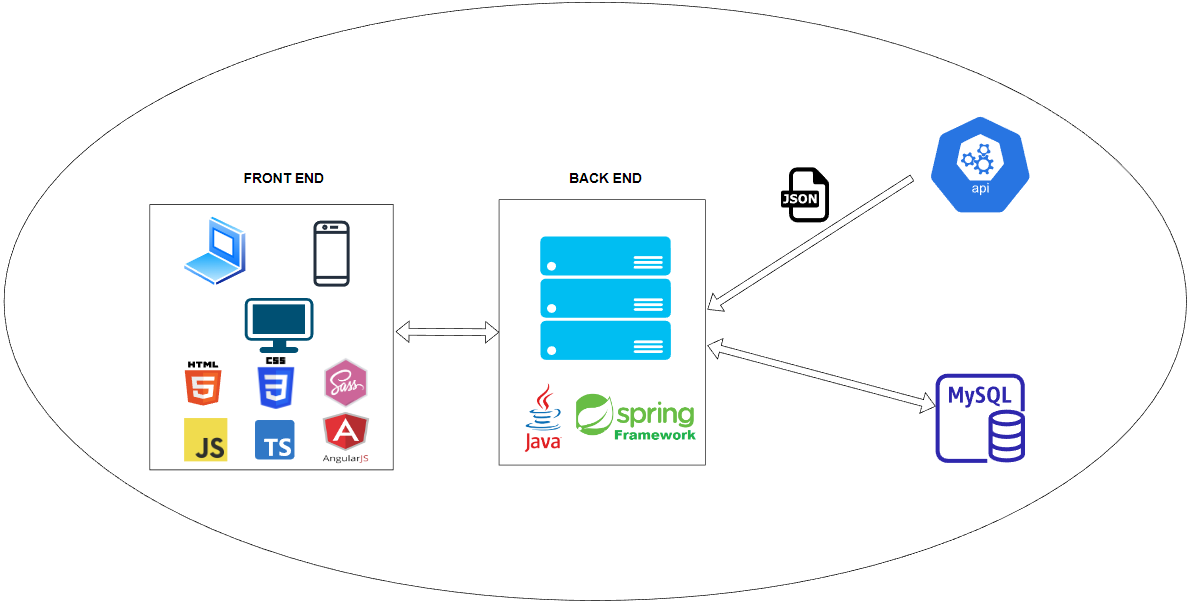 FRONT END
BACK END
JSON
api
HTML
5
CSS
3
Sass
JS
TS
A
AngularJS
Java
spring
Framework
MySQL